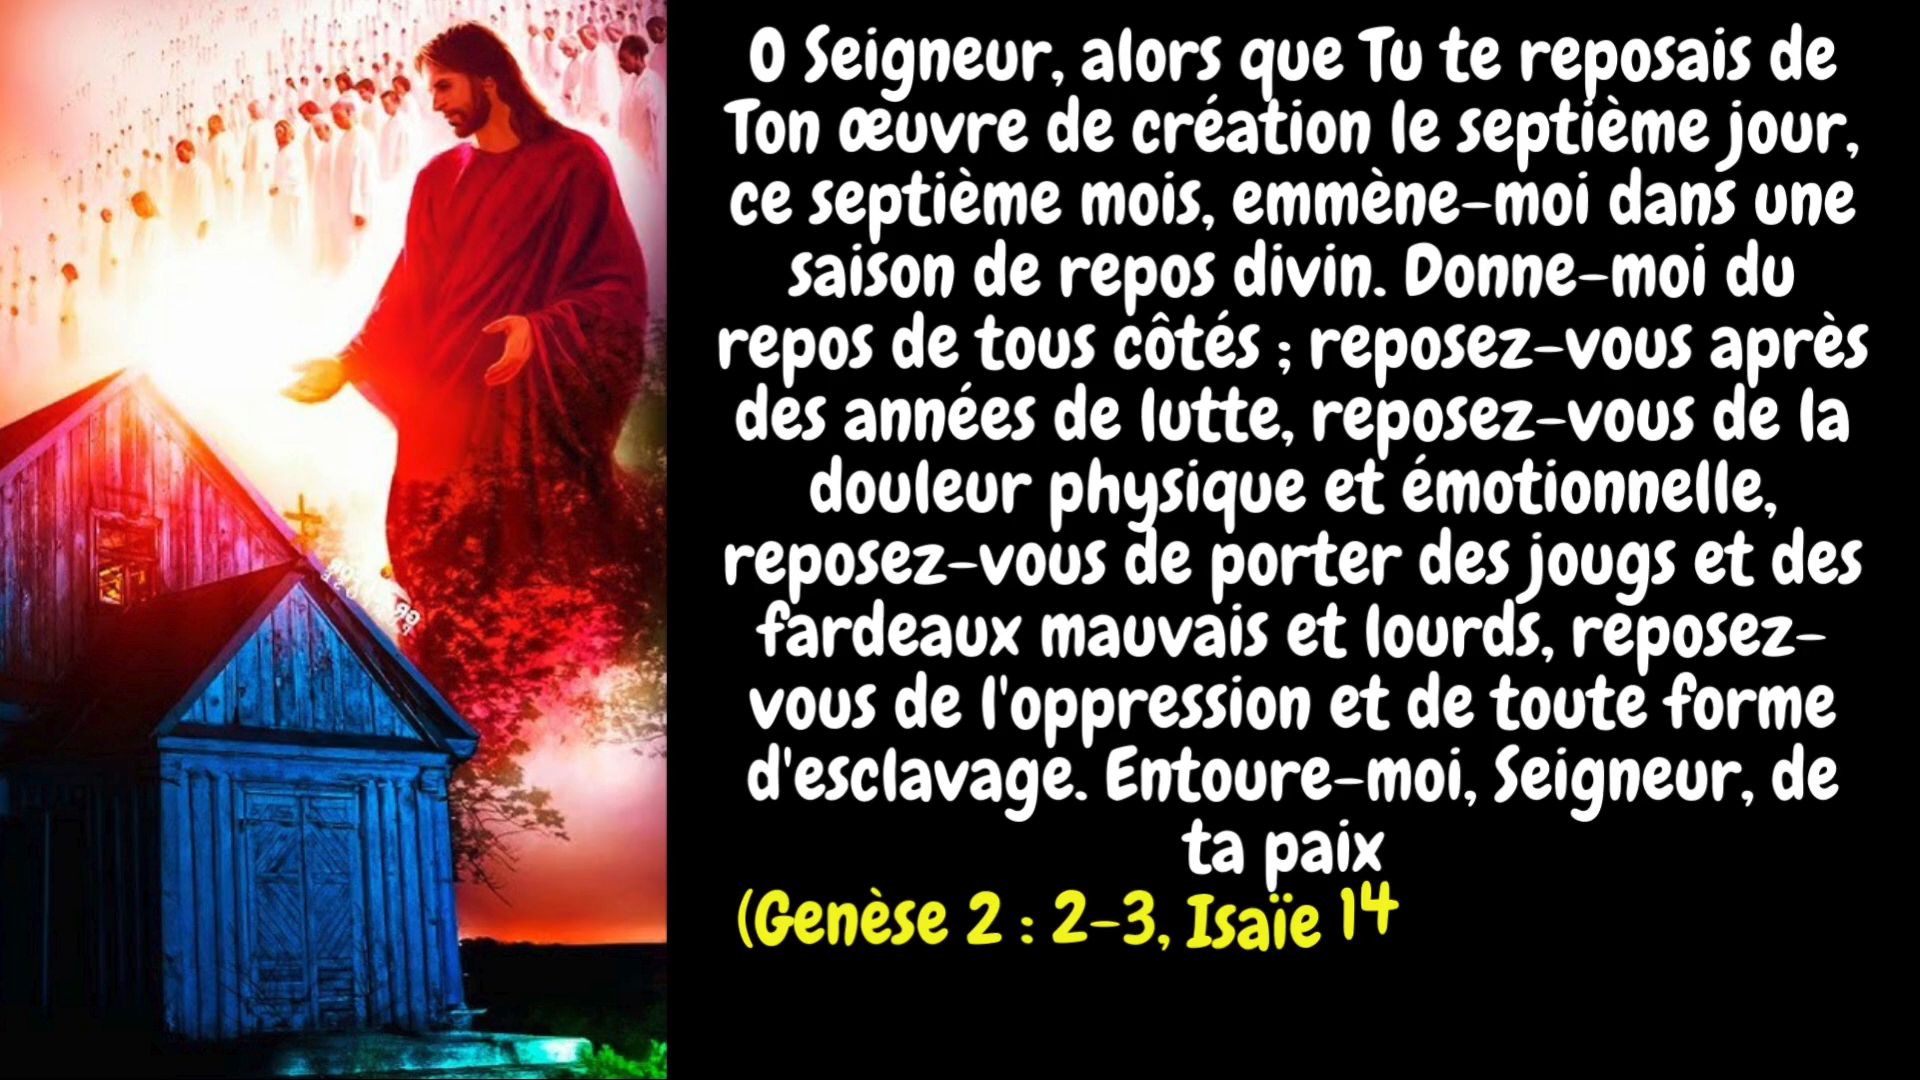 O Seigneur, alors que Tu te reposais de
Ton œuvre de création le septième jour,
ce septième mois, emmène-moi dans une
saison de repos divin. Donne-moi du
repos de tous côtés ; reposez-vous après
des années de lutte, reposez-vous de la
douleur physique et émotionnelle,
reposez-vous de porter des jougs et des
fardeaux mauvais et lourds, reposez-
vous de l'oppression et de toute forme
d'esclavage. Entoure-moi, Seigneur, de
ta paix
(Genèse 2 : 2-3, Isaïe 14